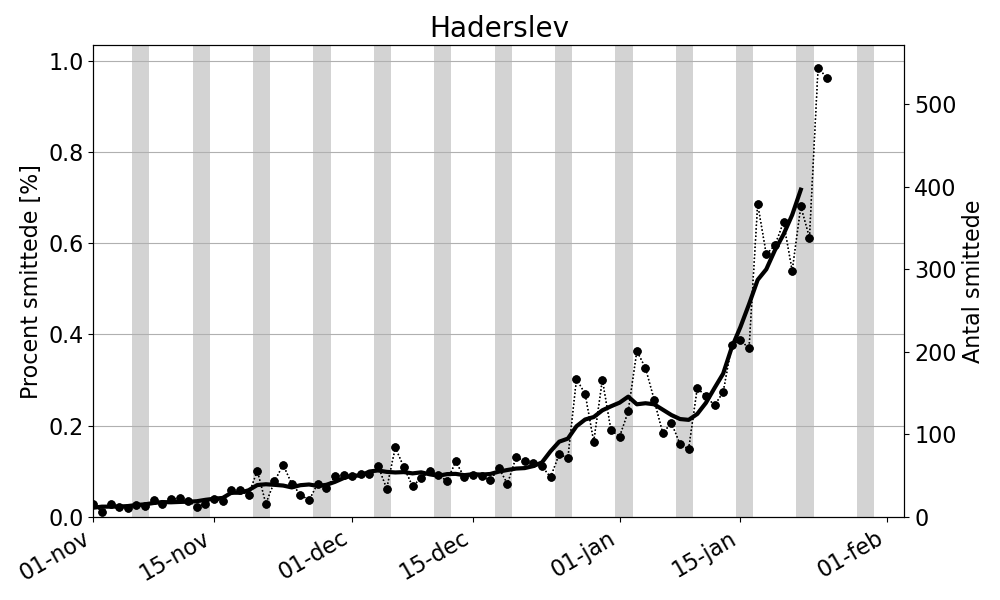 Haderslev
Procent smittede [%]
1.0
0.8
0.6
0.4
0.2
0.0
500
400
300
200
100
0
Antal smittede
01-nov
15-nov
01-dec
15-dec
01-jan
15-jan
01-feb